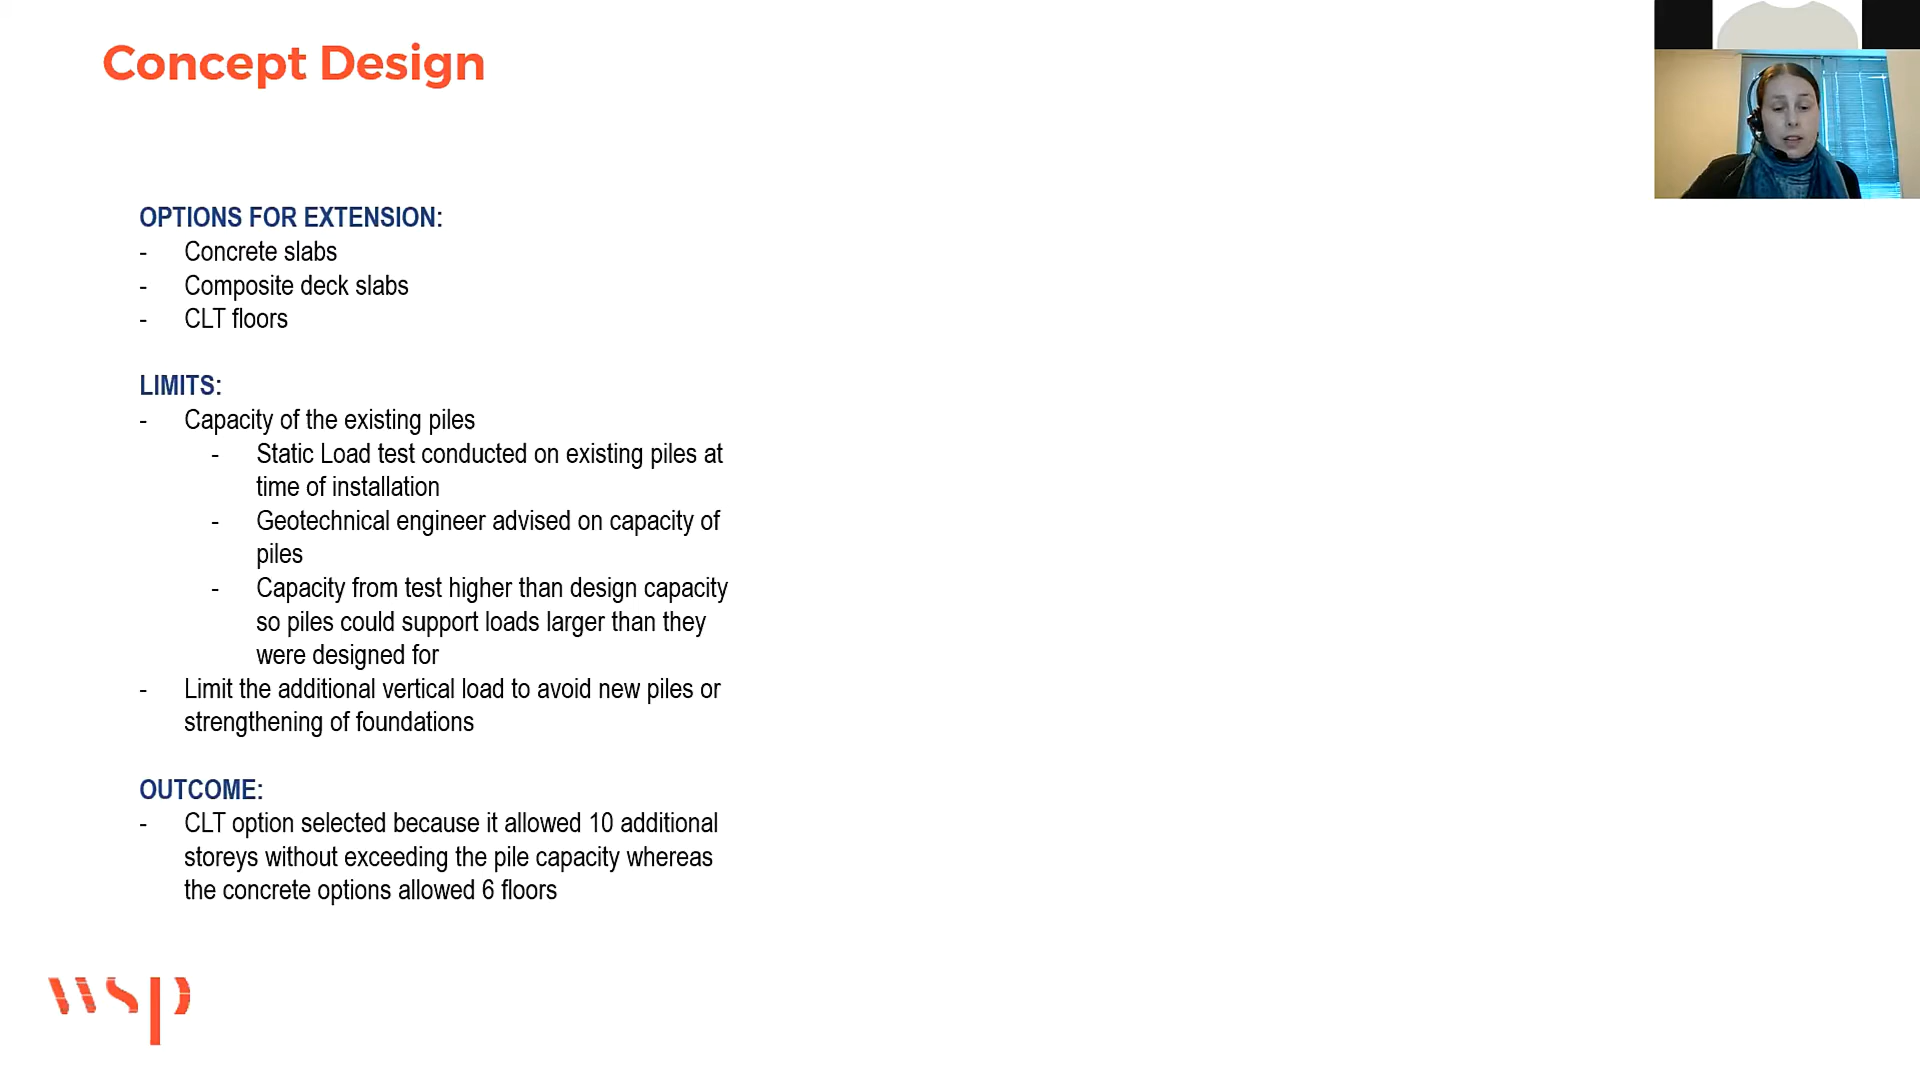 Concept Design
OPTIONS FOR EXTENSION:
- Concrete slabs
- Composite deck slabs
- CLT floors
LIMITS:
- Capacity of the existing piles
- Static Load test conducted on existing piles at
time of installation
- Geotechnical engineer advised on capacity of
piles
- Capacity from test higher than design capacity
so piles could support loads larger than they
were designed for
- Limit the additional vertical load to avoid new piles or
strengthening of foundations
OUTCOME:
- CLT option selected because it allowed 10 additional
storeys without exceeding the pile capacity whereas
the concrete options allowed 6 floors
wsp